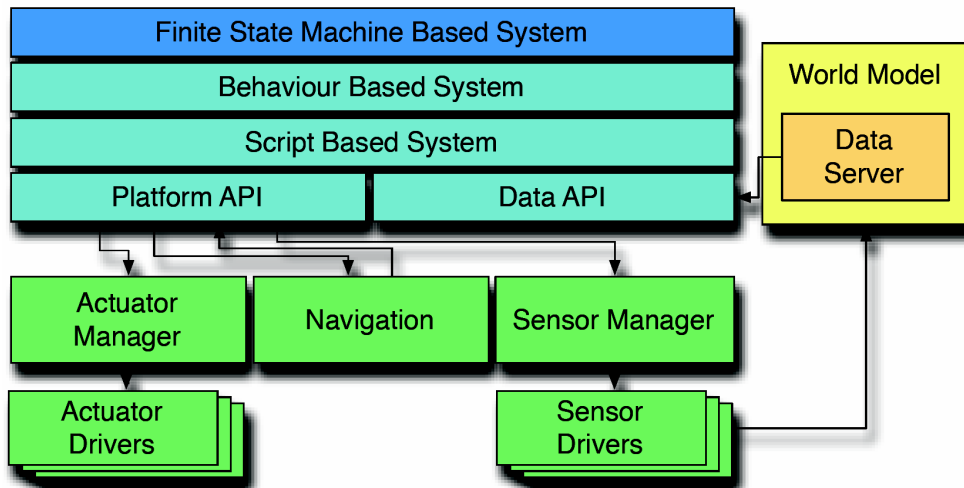 Finite State Machine Based System
Behaviour Based System
World Model
Script Based System
Data
Server
Platform API
Data API
Actuator
Manager
Navigation
Sensor Manager
Actuator
Drivers
Sensor
Drivers